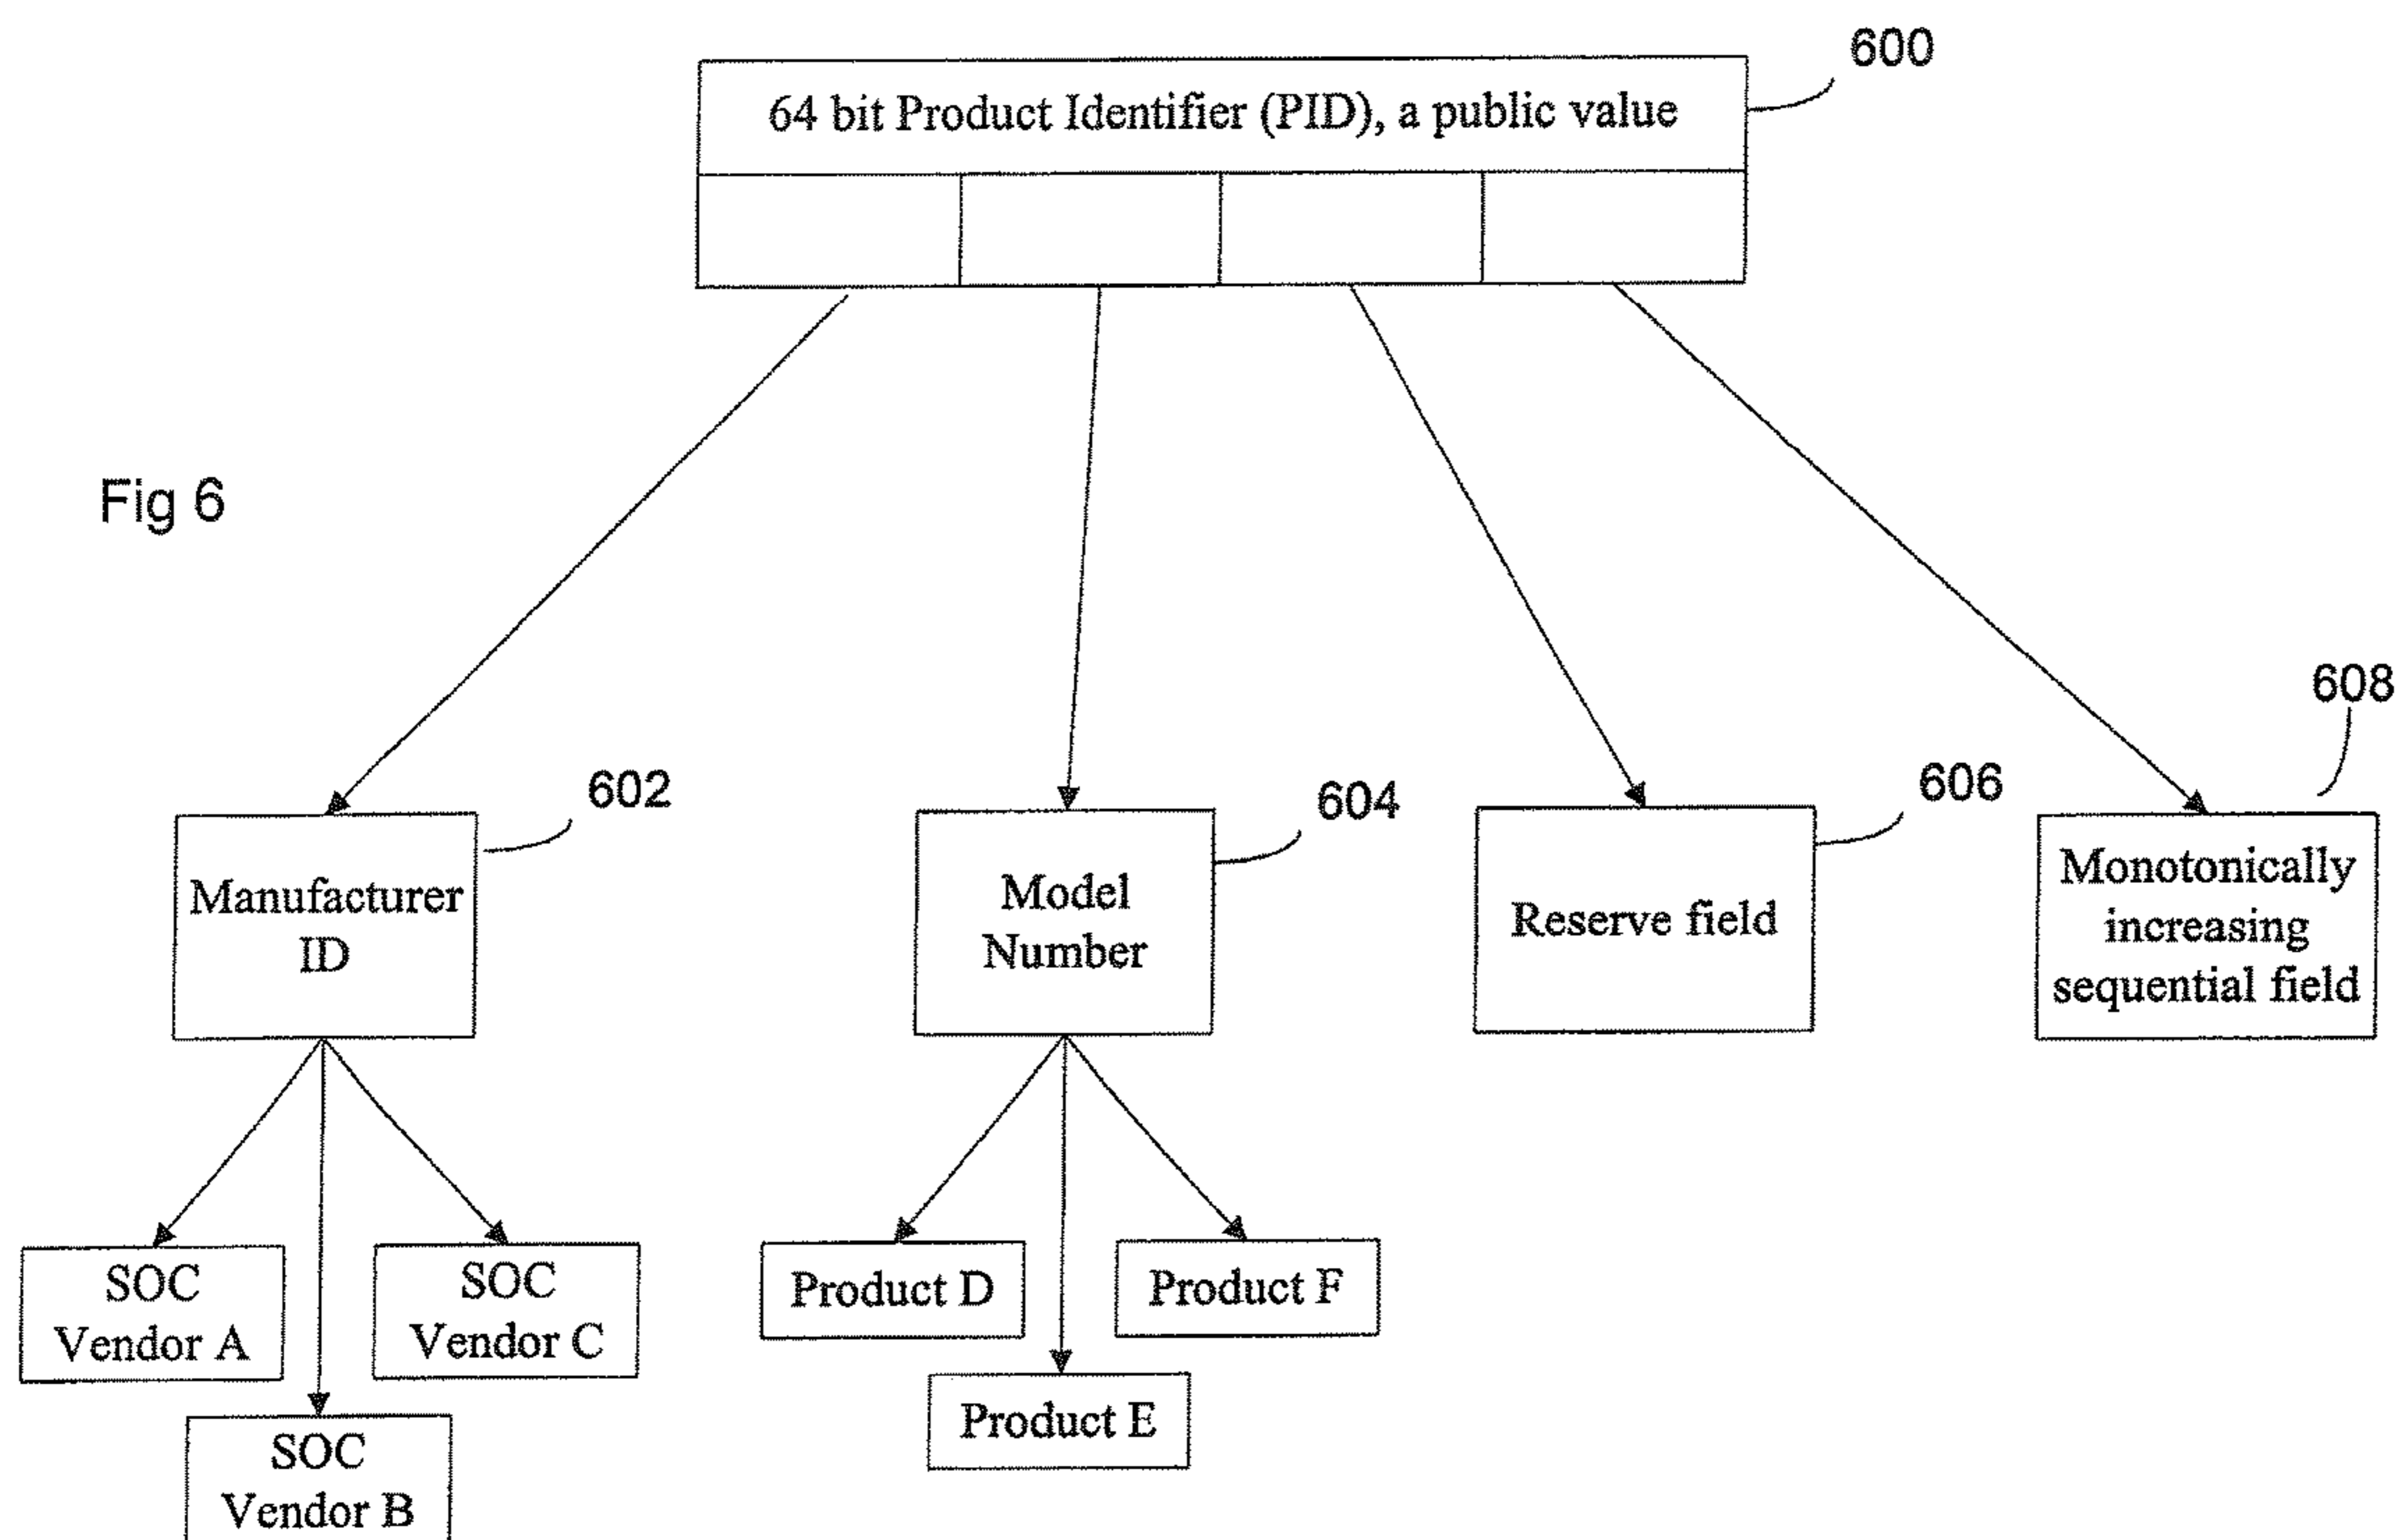 600
64 bit Product Identifier (PID), a public value
Fig 6
608
602
604
606
Manufacturer
ID
Model
Number
Reserve field
Monotonically
increasing
sequential field
SOC
Vendor A
SOC
Vendor C
SOC
Vendor B
Product D
Product F
Product E